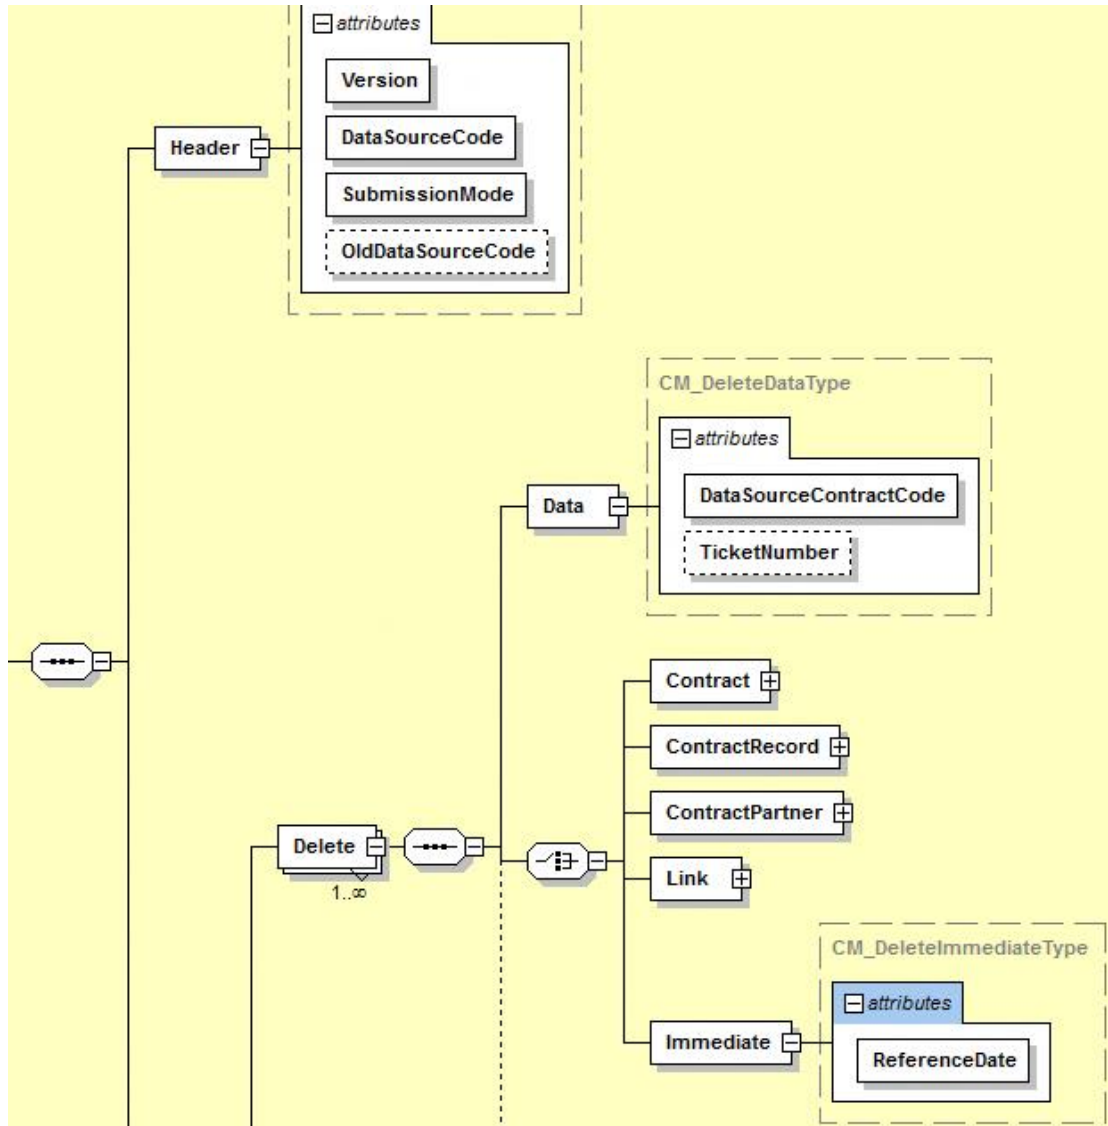 attributes
Version
Header
DataSourceCode
SubmissionMode
OldDataSourceCode
CM_DeleteDataType
attributes
Data
DataSourceContractCode
TicketNumber
Contract
ContractRecord
ContractPartner
Delete
1..∞
Link
CM_DeleteImmediateType
attributes
Immediate
ReferenceDate